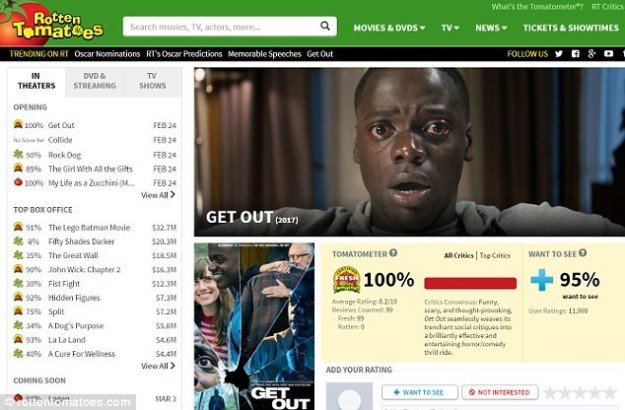 What's the Tomatometer®? RT Critics
Rotten Tomatoes
Search movies, TV, actors, more...
MOVIES & DVDS TV NEWS TICKETS & SHOWTIMES
TRENDING ON RT Oscar Nominations RT's Oscar Predictions Memorable Speeches Get Out FOLLOW US
IN THEATERS
DVD & STREAMING
TV SHOWS
OPENING
100% Get Out FEB 24
No Score Yet Collide FEB 24
50% Rock Dog FEB 24
85% The Girl With All the Gifts FEB 24
100% My Life as a Zucchini (M... FEB 24
View All
TOP BOX OFFICE
91% The Lego Batman Movie $32.7M
8% Fifty Shades Darker $20.3M
35% The Great Wall $18.5M
90% John Wick: Chapter 2 $16.3M
30% Fist Fight $12.3M
92% Hidden Figures $7.3M
75% Split $7.2M
34% A Dog's Purpose $5.8M
93% La La Land $4.6M
40% A Cure For Wellness $4.4M
View All
COMING SOON
Logan MAR 3
© rottentomatoes.com
GET OUT (2017)
GET OUT
TOMATOMETER
All Critics | Top Critics
CERTIFIED FRESH
100%
Average Rating: 8.2/10
Reviews Counted: 99
Fresh: 99
Rotten: 0
Critics Consensus: Funny,
scary, and thought-provoking,
Get Out seamlessly weaves its
trenchant social critiques into
a brilliantly effective and
entertaining horror/comedy
thrill ride.
WANT TO SEE
95%
want to see
User Ratings: 11,900
ADD YOUR RATING
WANT TO SEE
NOT INTERESTED